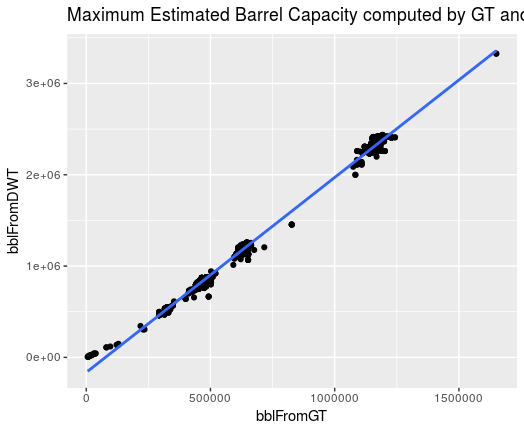 Maximum Estimated Barrel Capacity computed by GT and
3e+06
2e+06
1e+06
0e+00
bblFromDWT
0
500000
1000000
1500000
bblFromGT